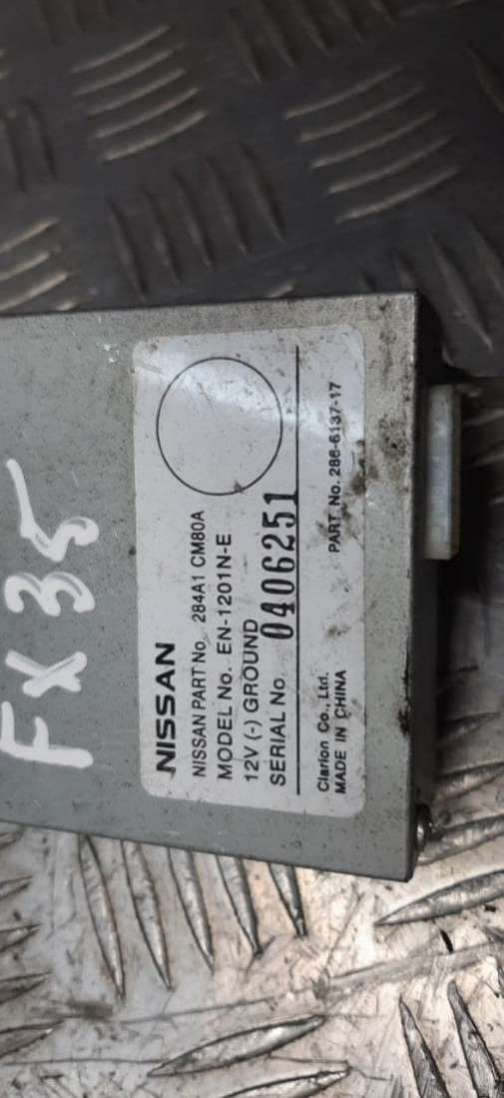 FX35
NISSAN
NISSAN PART No. 284A1 CM80A
MODEL No. EN-1201N-E
12V (-) GROUND
SERIAL No. 0406251
Clarion Co., Ltd.
MADE IN CHINA PART No. 286-6137-17